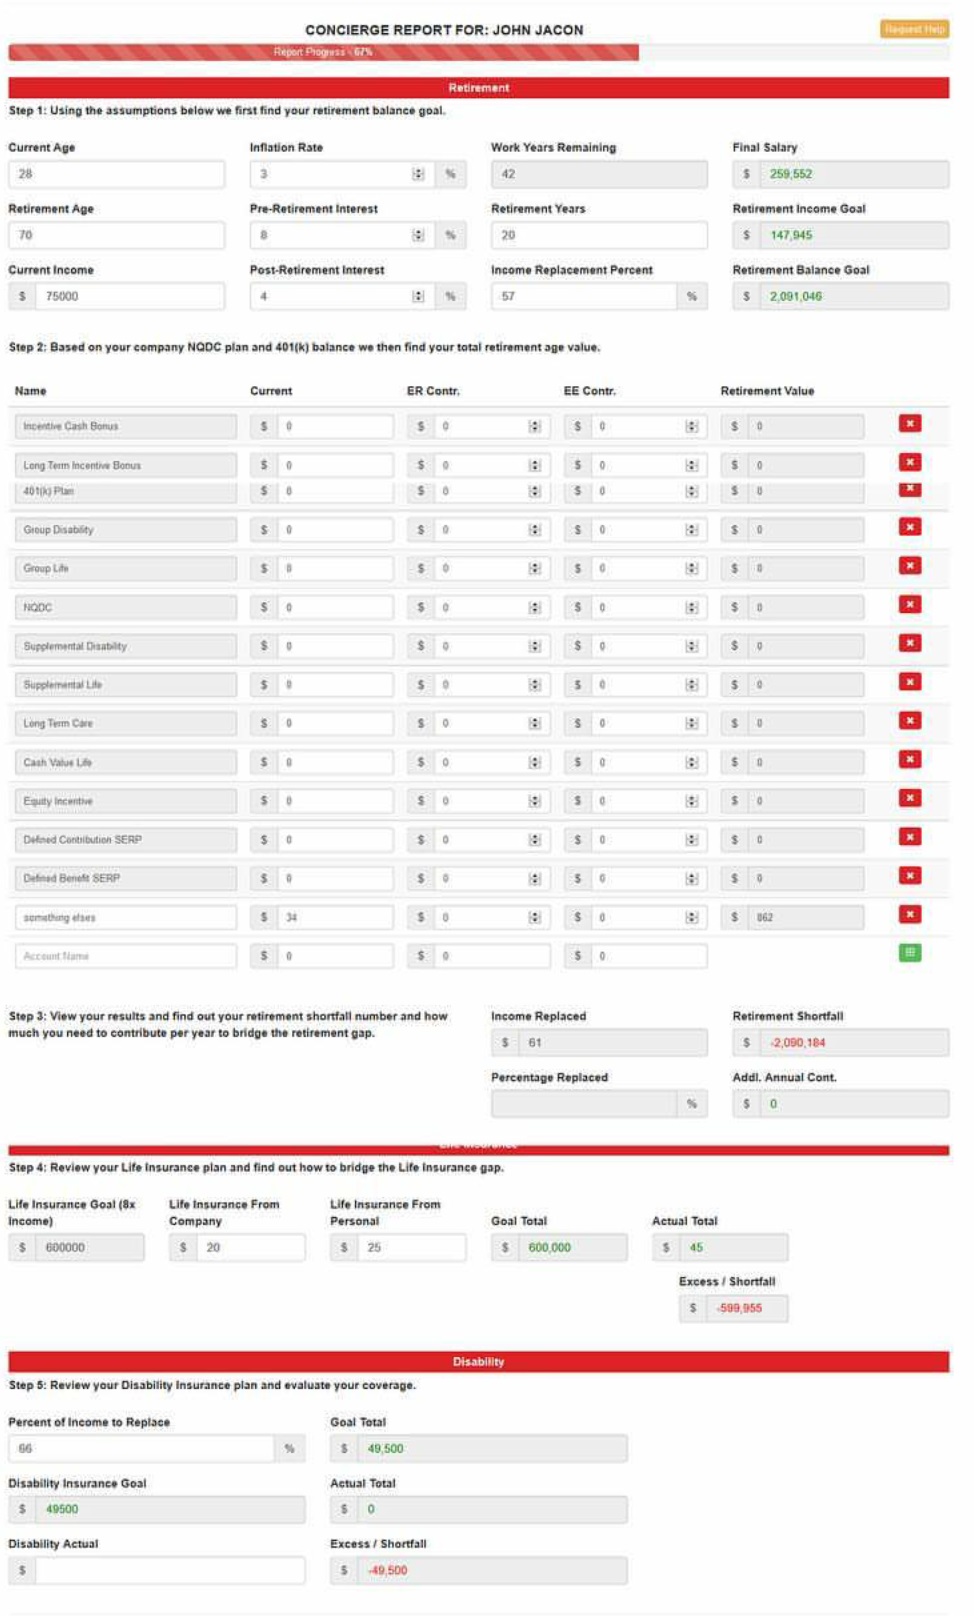 CONCIERGE REPORT FOR: JOHN JACON
Request Help
Report Progress - 67%
Retirement
Step 1: Using the assumptions below we first find your retirement balance goal.
Current Age Inflation Rate Work Years Remaining Final Salary
28 3 % 42 $ 259,552
Retirement Age Pre-Retirement Interest Retirement Years Retirement Income Goal
70 8 % 20 $ 147,945
Current Income Post-Retirement Interest Income Replacement Percent Retirement Balance Goal
$ 75000 4 % 57 % $ 2,091,046
Step 2: Based on your company NQDC plan and 401(k) balance we then find your total retirement age value.
Name Current ER Contr. EE Contr. Retirement Value
Incentive Cash Bonus $ 0 $ 0 $ 0 $ 0
Long Term Incentive Bonus $ 0 $ 0 $ 0 $ 0
401(k) Plan $ 0 $ 0 $ 0 $ 0
Group Disability $ 0 $ 0 $ 0 $ 0
Group Life $ 0 $ 0 $ 0 $ 0
NQDC $ 0 $ 0 $ 0 $ 0
Supplemental Disability $ 0 $ 0 $ 0 $ 0
Supplemental Life $ 0 $ 0 $ 0 $ 0
Long Term Care $ 0 $ 0 $ 0 $ 0
Cash Value Life $ 0 $ 0 $ 0 $ 0
Equity Incentive $ 0 $ 0 $ 0 $ 0
Defined Contribution SERP $ 0 $ 0 $ 0 $ 0
Defined Benefit SERP $ 0 $ 0 $ 0 $ 0
something elses $ 34 $ 0 $ 0 $ 862
Account Name $ 0 $ 0 $ 0
Step 3: View your results and find out your retirement shortfall number and how
much you need to contribute per year to bridge the retirement gap.
Income Replaced Retirement Shortfall
$ 61 $ -2,090,184
Percentage Replaced Addl. Annual Cont.
% $ 0
Life Insurance
Step 4: Review your Life Insurance plan and find out how to bridge the Life Insurance gap.
Life Insurance Goal (8x Life Insurance From Life Insurance From
Income) Company Personal Goal Total Actual Total
$ 600000 $ 20 $ 25 $ 600,000 $ 45
Excess / Shortfall
$ -599,955
Disability
Step 5: Review your Disability Insurance plan and evaluate your coverage.
Percent of Income to Replace Goal Total
66 % $ 49,500
Disability Insurance Goal Actual Total
$ 49500 $ 0
Disability Actual Excess / Shortfall
$ $ -49,500